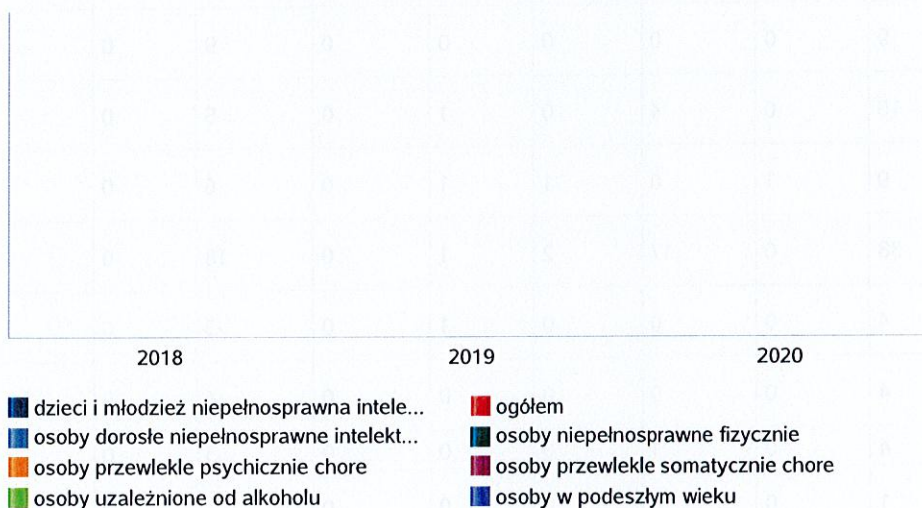 2018 2019 2020
dzieci i młodzież niepełnosprawna intele... ogółem
osoby dorosłe niepełnosprawne intelekt... osoby niepełnosprawne fizycznie
osoby przewlekle psychicznie chore osoby przewlekle somatycznie chore
osoby uzależnione od alkoholu osoby w podeszłym wieku